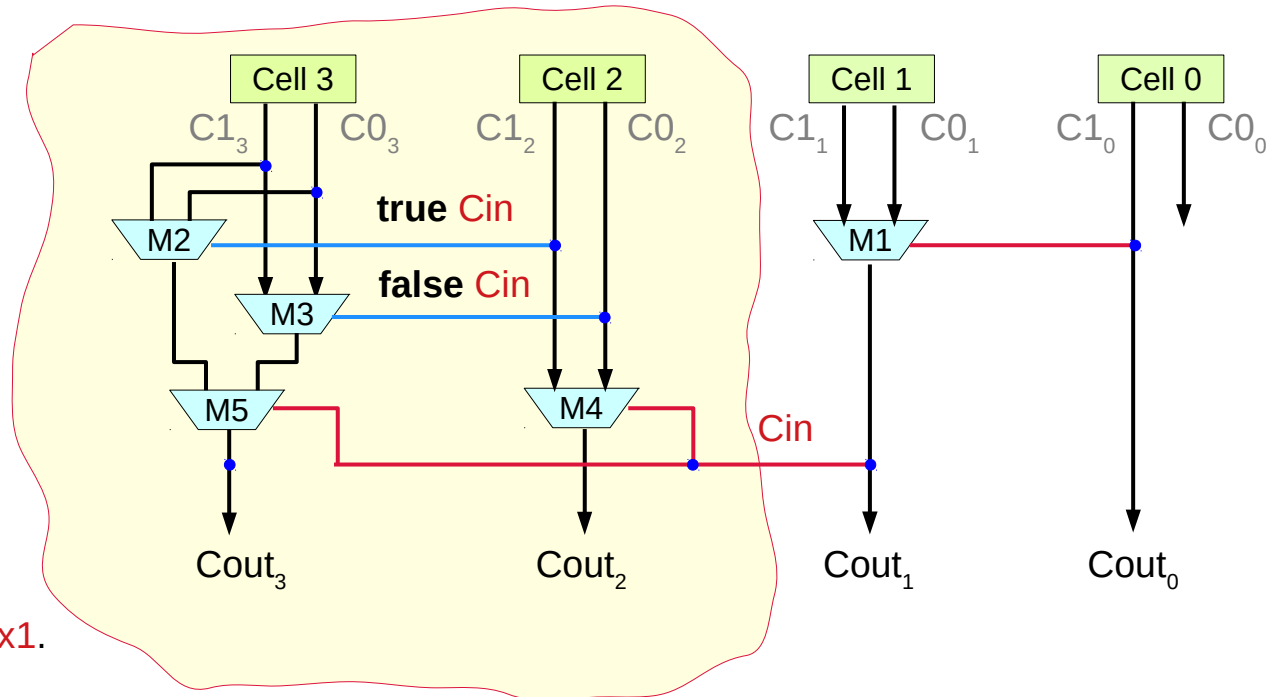 Cell 3 Cell 2 Cell 1 Cell 0
C1₃ C0₃ C1₂ C0₂ C1₁ C0₁ C1₀ C0₀
true Cin
M2 M1
false Cin
M3
M5 M4
Cin
Cout₃ Cout₂ Cout₁ Cout₀
x1.